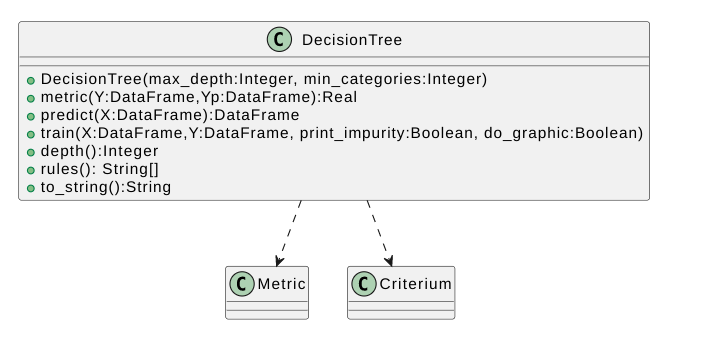 C DecisionTree
DecisionTree(max_depth:Integer, min_categories:Integer)
metric(Y:DataFrame,Yp:DataFrame):Real
predict(X:DataFrame):DataFrame
train(X:DataFrame,Y:DataFrame, print_impurity:Boolean, do_graphic:Boolean)
depth():Integer
rules(): String[]
to_string():String
C Metric
C Criterium